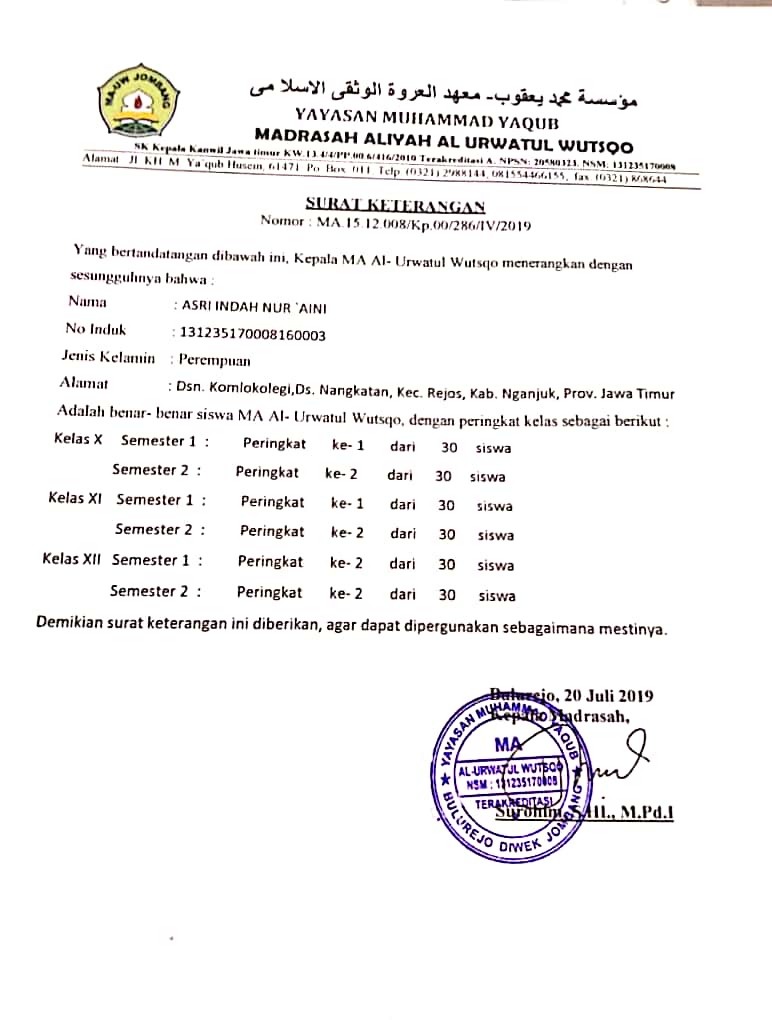 MA-UW JOMBANG
مؤسسة محمد يعقوب - معهد العروة الوثقى الاسلامى
YAYASAN MUHAMMAD YAQUB
MADRASAH ALIYAH AL URWATUL WUTSQO
SK Kepala Kanwil Jawa timur KW.13.4/4/PP.00.6/416/2010 Terakreditasi A. NPSN: 20580323. NSM: 131235170008
Alamat Jl KH M Ya'qub Husein, 61471 Po Box 011 Telp (0321) 2988144, 081554466155, fax (0321) 868644
SURAT KETERANGAN
Nomor : MA.15.12.008/Kp.00/286/IV/2019
Yang bertandatangan dibawah ini, Kepala MA Al- Urwatul Wutsqo menerangkan dengan
sesungguhnya bahwa :
Nama : ASRI INDAH NUR `AINI
No Induk : 131235170008160003
Jenis Kelamin : Perempuan
Alamat : Dsn. Komlokolegi,Ds. Nangkatan, Kec. Rejos, Kab. Nganjuk, Prov. Jawa Timur
Adalah benar- benar siswa MA Al- Urwatul Wutsqo, dengan peringkat kelas sebagai berikut :
Kelas X Semester 1 : Peringkat ke- 1 dari 30 siswa
Semester 2 : Peringkat ke- 2 dari 30 siswa
Kelas XI Semester 1 : Peringkat ke- 1 dari 30 siswa
Semester 2 : Peringkat ke- 2 dari 30 siswa
Kelas XII Semester 1 : Peringkat ke- 2 dari 30 siswa
Semester 2 : Peringkat ke- 2 dari 30 siswa
Demikian surat keterangan ini diberikan, agar dapat dipergunakan sebagaimana mestinya.
Bulurejo, 20 Juli 2019
Kepala Madrasah,
YAYASAN MUHAMMAD YAQUB
MA
AL-URWATUL WUTSQO
NSM : 131235170008
TERAKREDITASI
BULUREJO DIWEK JOMBANG
Surohim, S.HI., M.Pd.I